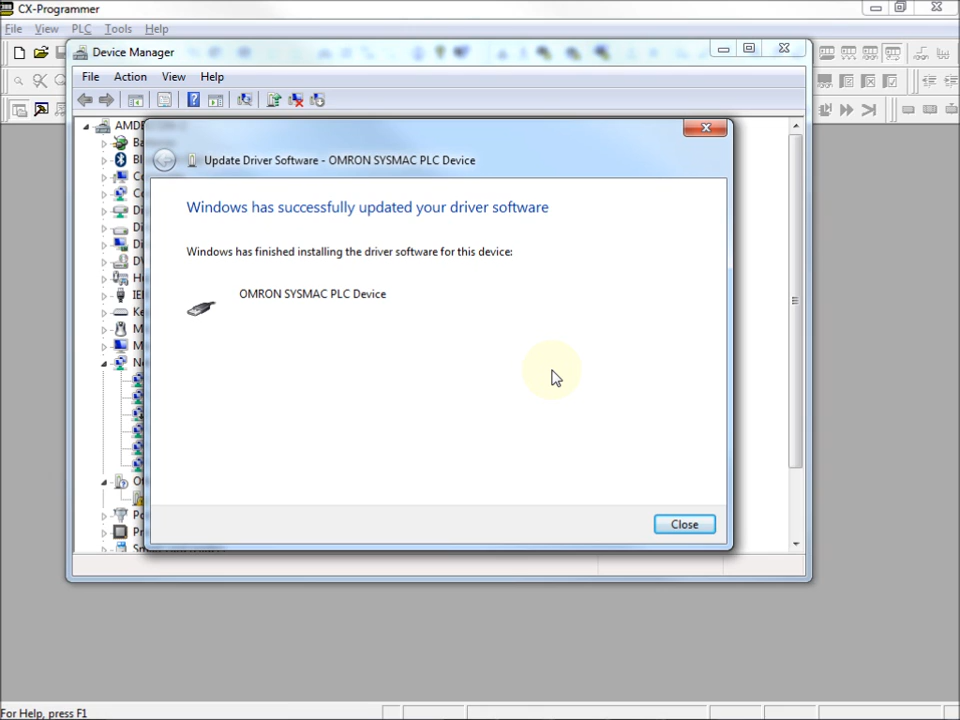 CX-Programmer
File View PLC Tools Help
Device Manager
File Action View Help
Update Driver Software - OMRON SYSMAC PLC Device
Windows has successfully updated your driver software
Windows has finished installing the driver software for this device:
OMRON SYSMAC PLC Device
Close
For Help, press F1